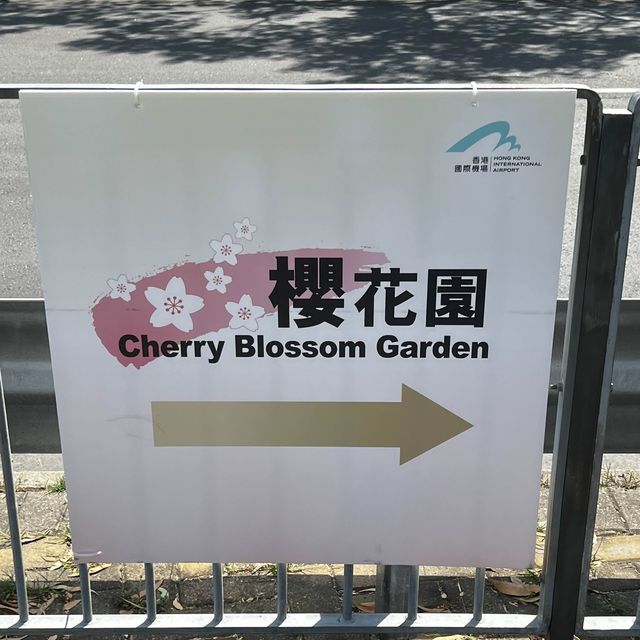 香港
國際機場
HONG KONG
INTERNATIONAL
AIRPORT
櫻花園
Cherry Blossom Garden